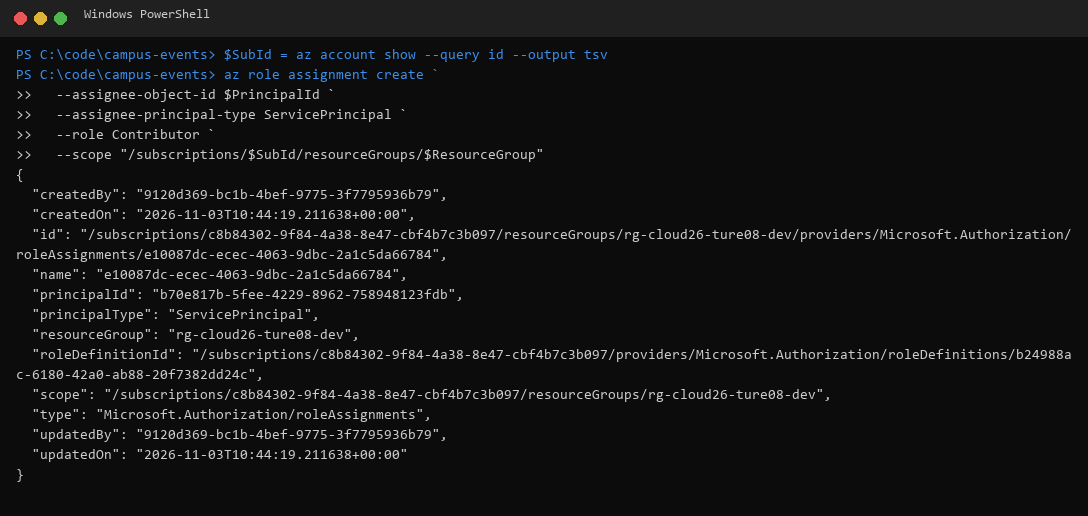 Windows PowerShell
PS C:\code\campus-events> $SubId = az account show --query id --output tsv
PS C:\code\campus-events> az role assignment create `
>>   --assignee-object-id $PrincipalId `
>>   --assignee-principal-type ServicePrincipal `
>>   --role Contributor `
>>   --scope "/subscriptions/$SubId/resourceGroups/$ResourceGroup"
{
  "createdBy": "9120d369-bc1b-4bef-9775-3f7795936b79",
  "createdOn": "2026-11-03T10:44:19.211638+00:00",
  "id": "/subscriptions/c8b84302-9f84-4a38-8e47-cbf4b7c3b097/resourceGroups/rg-cloud26-ture08-dev/providers/Microsoft.Authorization/
roleAssignments/e10087dc-ecec-4063-9dbc-2a1c5da66784",
  "name": "e10087dc-ecec-4063-9dbc-2a1c5da66784",
  "principalId": "b70e817b-5fee-4229-8962-758948123fdb",
  "principalType": "ServicePrincipal",
  "resourceGroup": "rg-cloud26-ture08-dev",
  "roleDefinitionId": "/subscriptions/c8b84302-9f84-4a38-8e47-cbf4b7c3b097/providers/Microsoft.Authorization/roleDefinitions/b24988a
c-6180-42a0-ab88-20f7382dd24c",
  "scope": "/subscriptions/c8b84302-9f84-4a38-8e47-cbf4b7c3b097/resourceGroups/rg-cloud26-ture08-dev",
  "type": "Microsoft.Authorization/roleAssignments",
  "updatedBy": "9120d369-bc1b-4bef-9775-3f7795936b79",
  "updatedOn": "2026-11-03T10:44:19.211638+00:00"
}